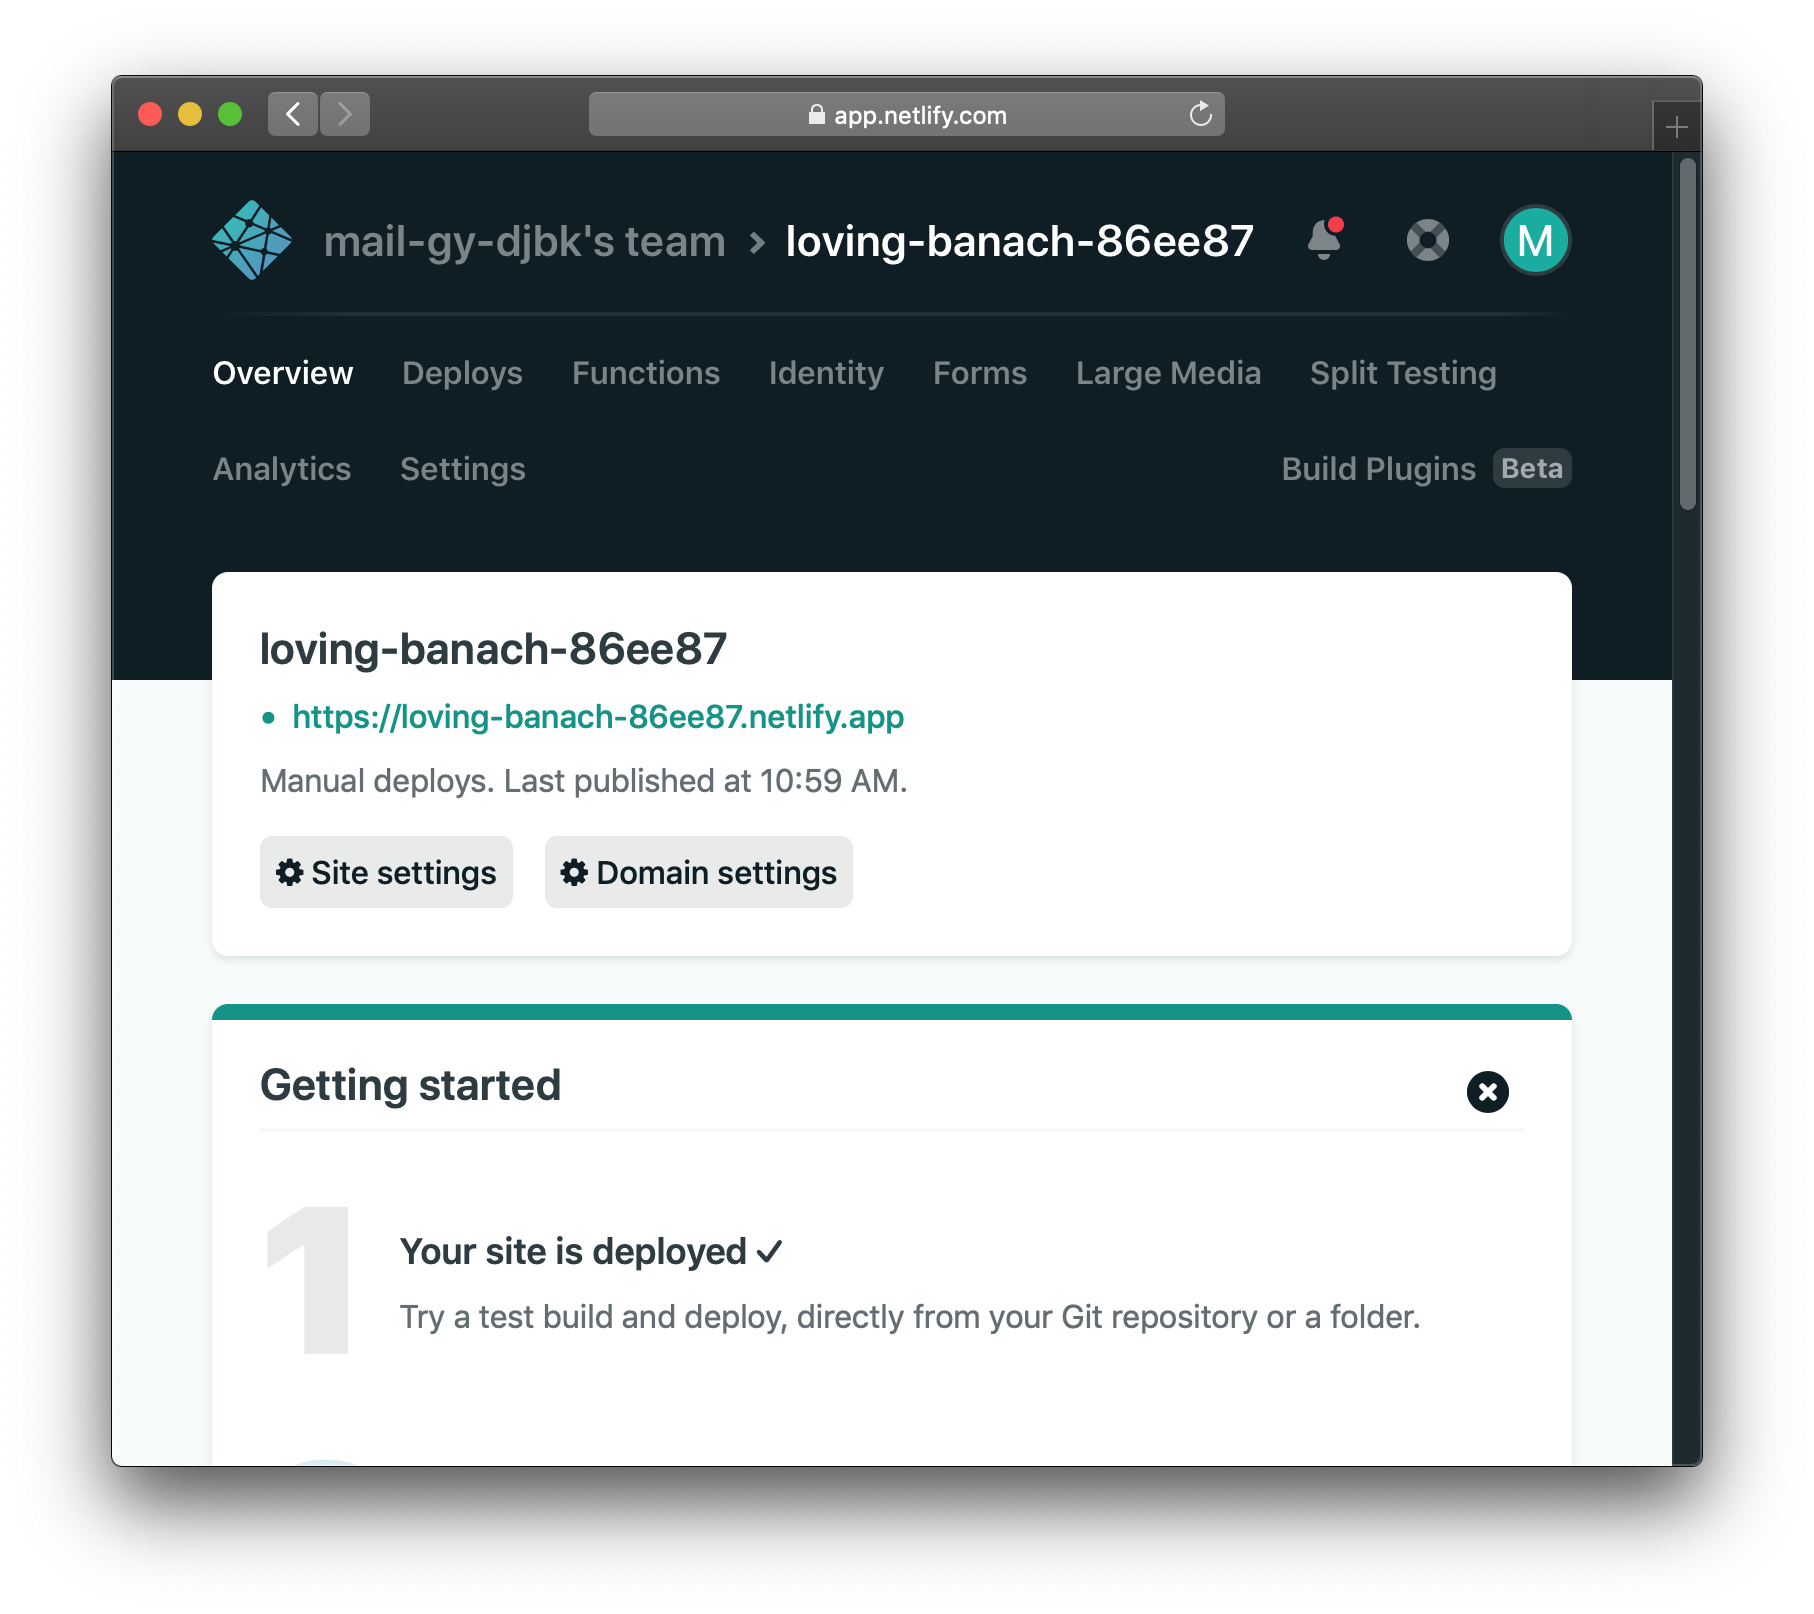 app.netlify.com
mail-gy-djbk's team > loving-banach-86ee87
M
Overview Deploys Functions Identity Forms Large Media Split Testing
Analytics Settings Build Plugins Beta
loving-banach-86ee87
• https://loving-banach-86ee87.netlify.app
Manual deploys. Last published at 10:59 AM.
Site settings Domain settings
Getting started
1
Your site is deployed ✓
Try a test build and deploy, directly from your Git repository or a folder.